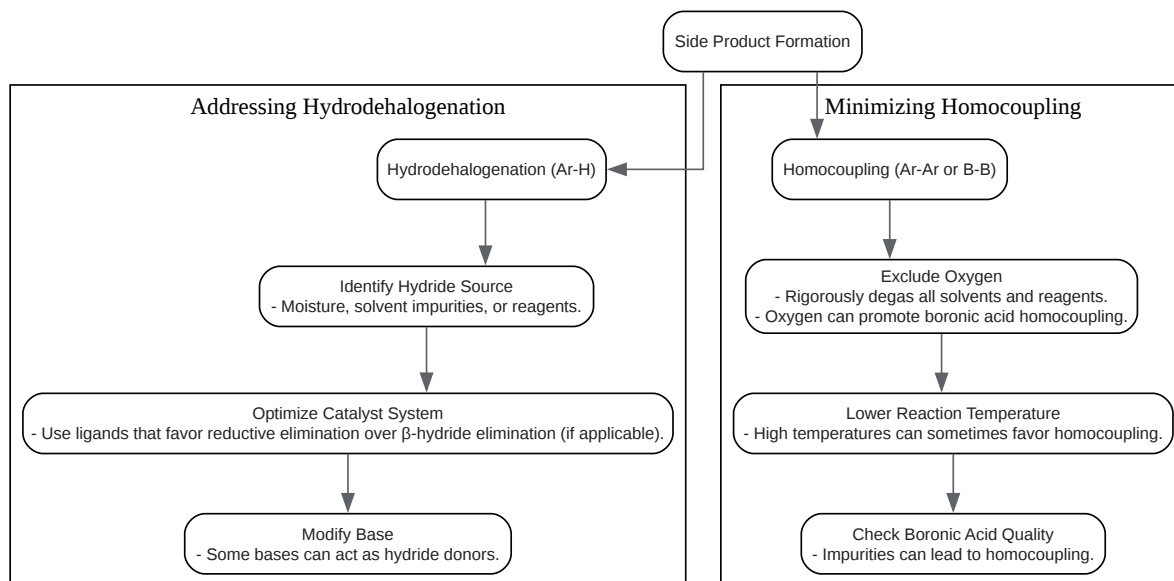 Side Product Formation
Addressing Hydrodehalogenation
Hydrodehalogenation (Ar-H)
Identify Hydride Source
- Moisture, solvent impurities, or reagents.
Optimize Catalyst System
- Use ligands that favor reductive elimination over β-hydride elimination (if applicable).
Modify Base
- Some bases can act as hydride donors.
Minimizing Homocoupling
Homocoupling (Ar-Ar or B-B)
Exclude Oxygen
- Rigorously degas all solvents and reagents.
- Oxygen can promote boronic acid homocoupling.
Lower Reaction Temperature
- High temperatures can sometimes favor homocoupling.
Check Boronic Acid Quality
- Impurities can lead to homocoupling.